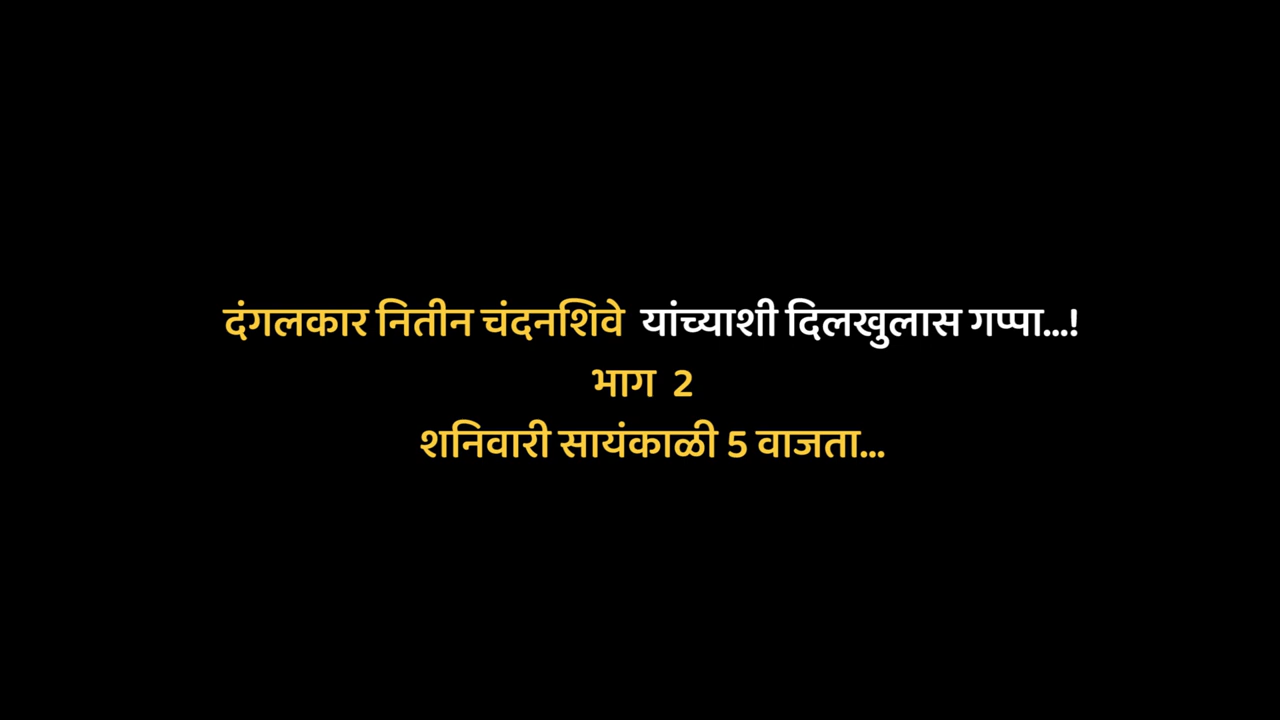 दंगलकार नितीन चंदनशिवे यांच्याशी दिलखुलास गप्पा...!
भाग 2
शनिवारी सायंकाळी 5 वाजता...